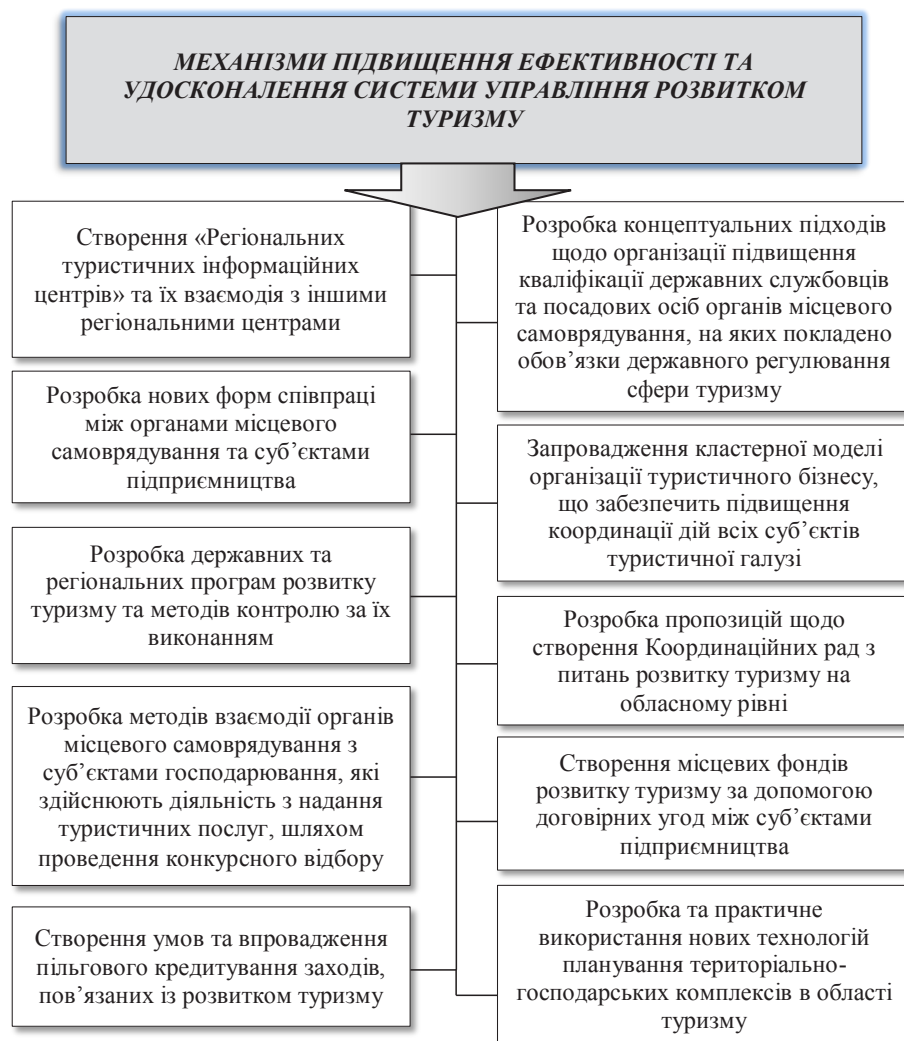 МЕХАНІЗМИ ПІДВИЩЕННЯ ЕФЕКТИВНОСТІ ТА
УДОСКОНАЛЕННЯ СИСТЕМИ УПРАВЛІННЯ РОЗВИТКОМ
ТУРИЗМУ
Створення «Регіональних
туристичних інформаційних
центрів» та їх взаємодія з іншими
регіональними центрами
Розробка нових форм співпраці
між органами місцевого
самоврядування та суб’єктами
підприємництва
Розробка державних та
регіональних програм розвитку
туризму та методів контролю за їх
виконанням
Розробка методів взаємодії органів
місцевого самоврядування з
суб’єктами господарювання, які
здійснюють діяльність з надання
туристичних послуг, шляхом
проведення конкурсного відбору
Створення умов та впровадження
пільгового кредитування заходів,
пов’язаних із розвитком туризму
Розробка концептуальних підходів
щодо організації підвищення
кваліфікації державних службовців
та посадових осіб органів місцевого
самоврядування, на яких покладено
обов’язки державного регулювання
сфери туризму
Запровадження кластерної моделі
організації туристичного бізнесу,
що забезпечить підвищення
координації дій всіх суб’єктів
туристичної галузі
Розробка пропозицій щодо
створення Координаційних рад з
питань розвитку туризму на
обласному рівні
Створення місцевих фондів
розвитку туризму за допомогою
договірних угод між суб’єктами
підприємництва
Розробка та практичне
використання нових технологій
планування територіально-
господарських комплексів в області
туризму